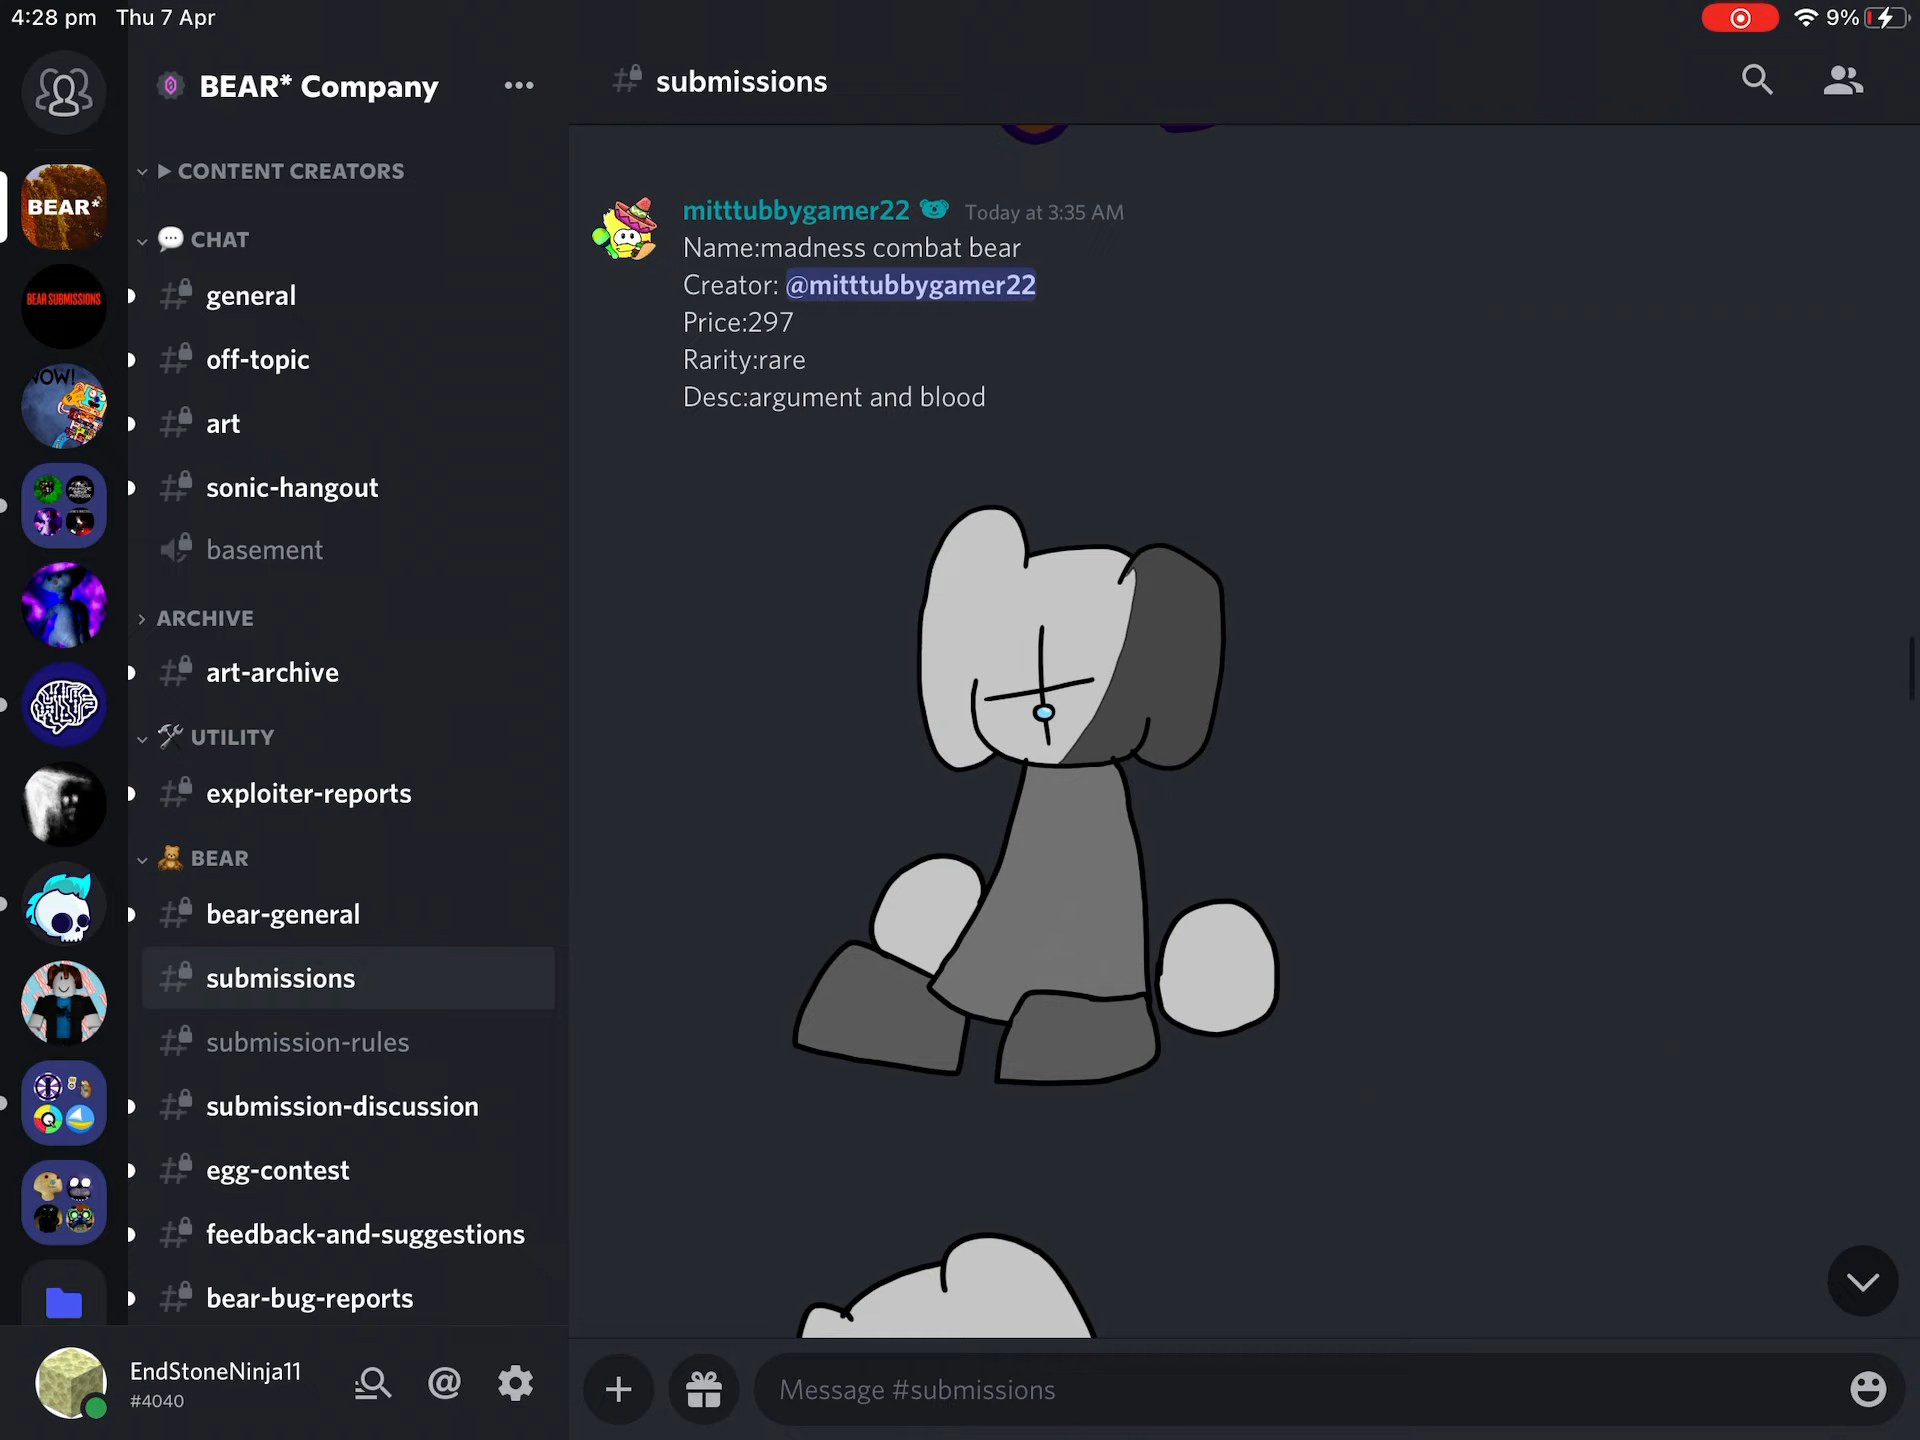 4:28 pm Thu 7 Apr
9%
BEAR* Company
submissions
CONTENT CREATORS
BEAR*
CHAT
general
BEAR SUBMISSIONS
off-topic
WOW!
art
sonic-hangout
basement
ARCHIVE
art-archive
UTILITY
exploiter-reports
BEAR
bear-general
submissions
submission-rules
submission-discussion
egg-contest
feedback-and-suggestions
bear-bug-reports
EndStoneNinja11
#4040
mitttubbygamer22 Today at 3:35 AM
Name:madness combat bear
Creator: @mitttubbygamer22
Price:297
Rarity:rare
Desc:argument and blood
Message #submissions